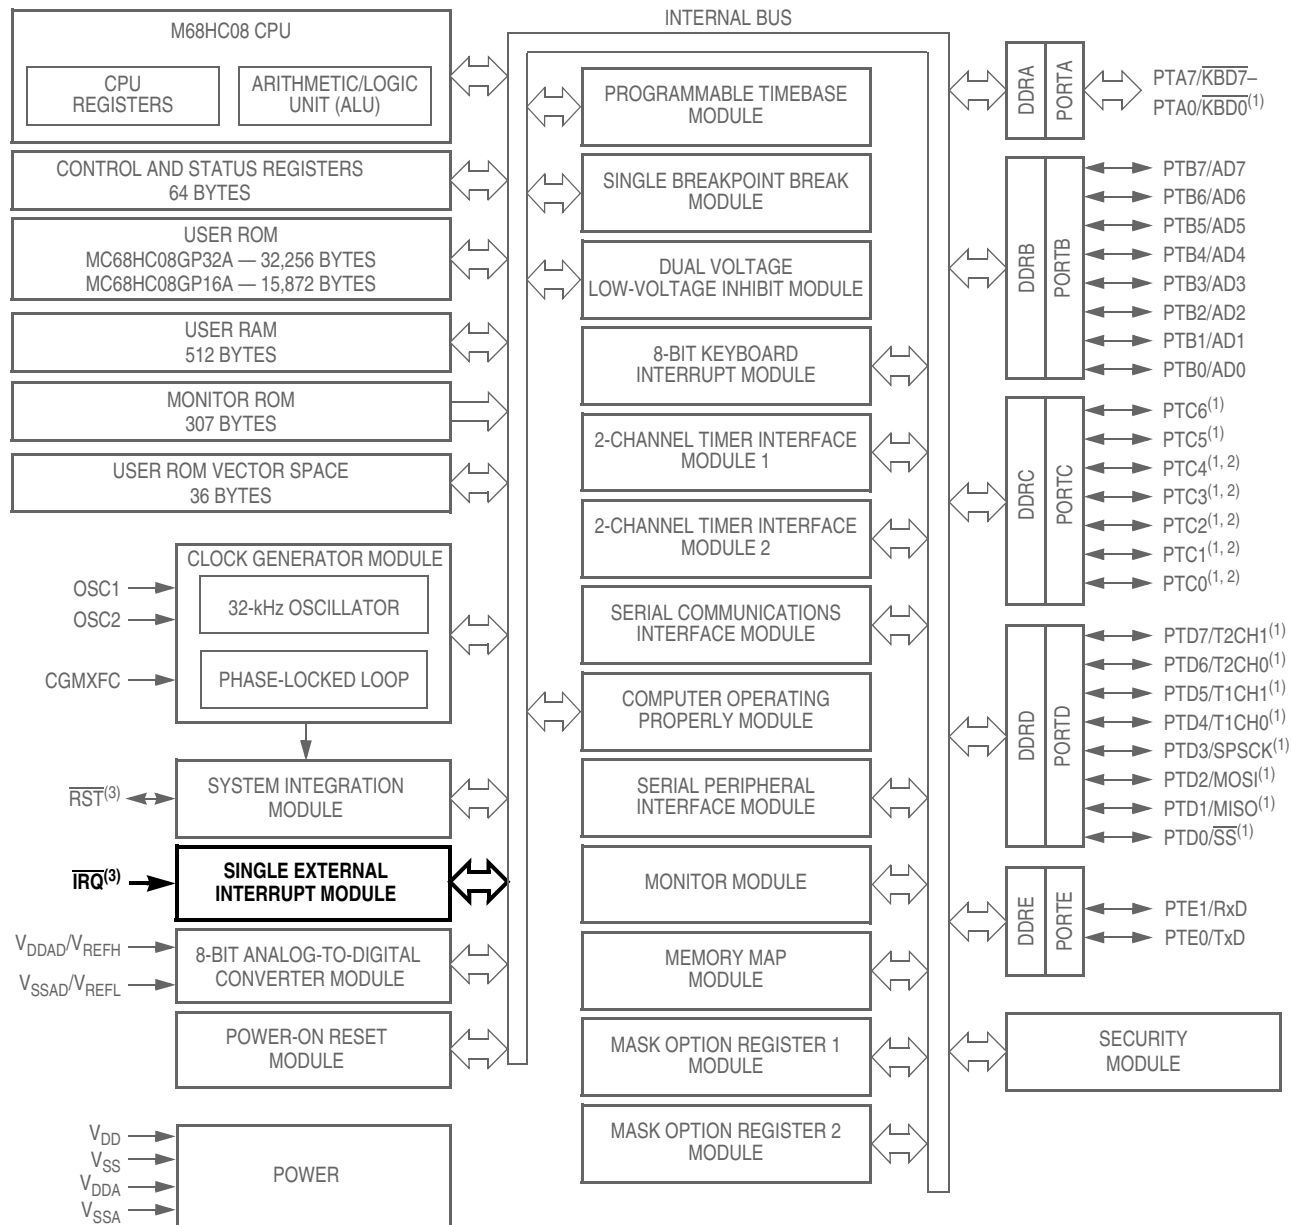 INTERNAL BUS
M68HC08 CPU
CPU
REGISTERS
ARITHMETIC/LOGIC
UNIT (ALU)
CONTROL AND STATUS REGISTERS
64 BYTES
USER ROM
MC68HC08GP32A — 32,256 BYTES
MC68HC08GP16A — 15,872 BYTES
USER RAM
512 BYTES
MONITOR ROM
307 BYTES
USER ROM VECTOR SPACE
36 BYTES
CLOCK GENERATOR MODULE
OSC1
OSC2
32-kHz OSCILLATOR
CGMXFC
PHASE-LOCKED LOOP
RST(3)
SYSTEM INTEGRATION
MODULE
IRQ(3)
SINGLE EXTERNAL
INTERRUPT MODULE
VDDAD/VREFH
VSSAD/VREFL
8-BIT ANALOG-TO-DIGITAL
CONVERTER MODULE
POWER-ON RESET
MODULE
VDD
VSS
VDDA
VSSA
POWER
PROGRAMMABLE TIMEBASE
MODULE
SINGLE BREAKPOINT BREAK
MODULE
DUAL VOLTAGE
LOW-VOLTAGE INHIBIT MODULE
8-BIT KEYBOARD
INTERRUPT MODULE
2-CHANNEL TIMER INTERFACE
MODULE 1
2-CHANNEL TIMER INTERFACE
MODULE 2
SERIAL COMMUNICATIONS
INTERFACE MODULE
COMPUTER OPERATING
PROPERLY MODULE
SERIAL PERIPHERAL
INTERFACE MODULE
MONITOR MODULE
MEMORY MAP
MODULE
MASK OPTION REGISTER 1
MODULE
MASK OPTION REGISTER 2
MODULE
DDRA
PORTA
PTA7/KBD7–
PTA0/KBD0(1)
DDRB
PORTB
PTB7/AD7
PTB6/AD6
PTB5/AD5
PTB4/AD4
PTB3/AD3
PTB2/AD2
PTB1/AD1
PTB0/AD0
DDRC
PORTC
PTC6(1)
PTC5(1)
PTC4(1, 2)
PTC3(1, 2)
PTC2(1, 2)
PTC1(1, 2)
PTC0(1, 2)
DDRD
PORTD
PTD7/T2CH1(1)
PTD6/T2CH0(1)
PTD5/T1CH1(1)
PTD4/T1CH0(1)
PTD3/SPSCK(1)
PTD2/MOSI(1)
PTD1/MISO(1)
PTD0/SS(1)
DDRE
PORTE
PTE1/RxD
PTE0/TxD
SECURITY
MODULE